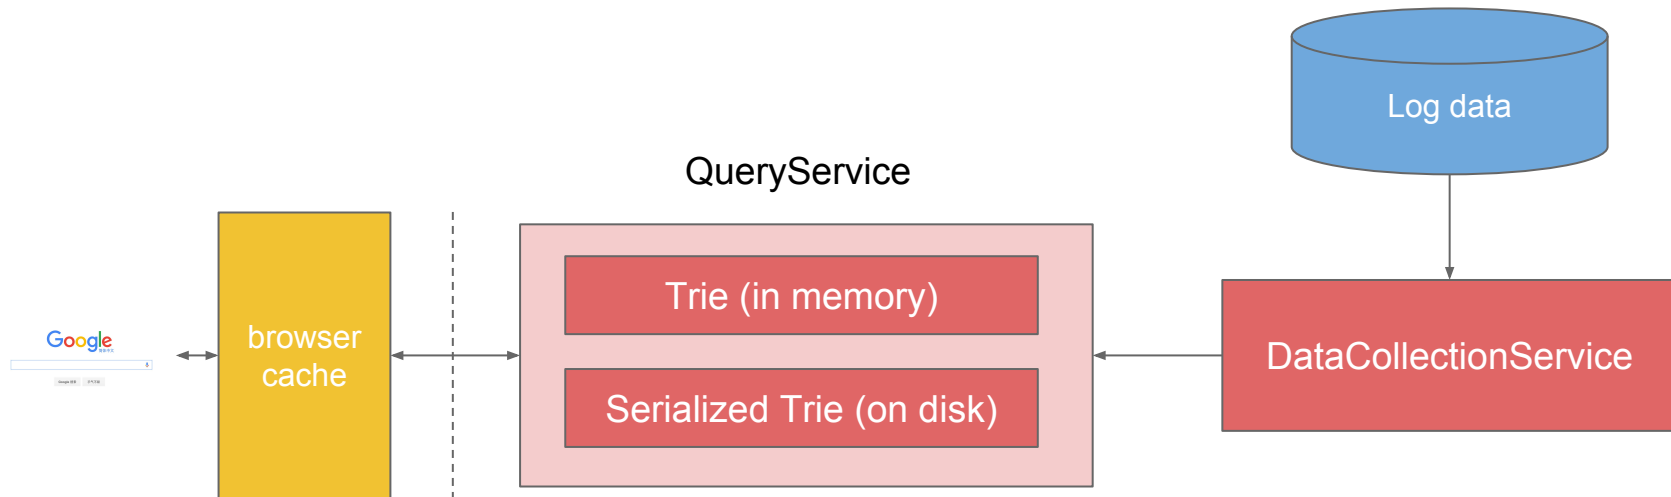 Log data
QueryService
Trie (in memory)
Serialized Trie (on disk)
browser
cache
DataCollectionService
Google